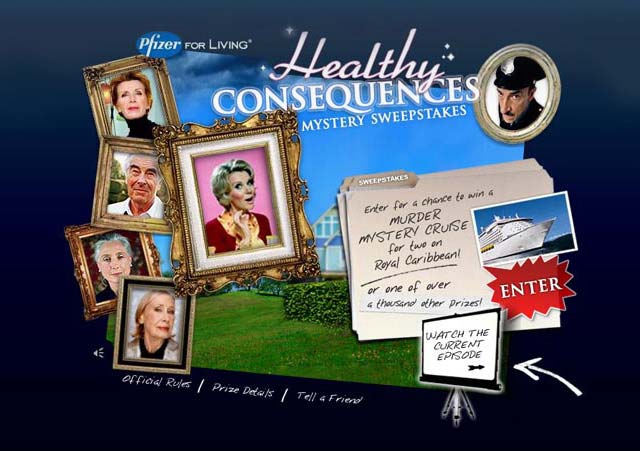 Pfizer FOR LIVING®
Healthy
CONSEQUENCES
MYSTERY SWEEPSTAKES
SWEEPSTAKES
Enter for a chance to win a
MURDER
MYSTERY CRUISE
for two on
Royal Caribbean!
or one of over
a thousand other Prizes!
ENTER
WATCH THE
CURRENT
EPISODE
Official Rules / Prize Details / Tell a Friend